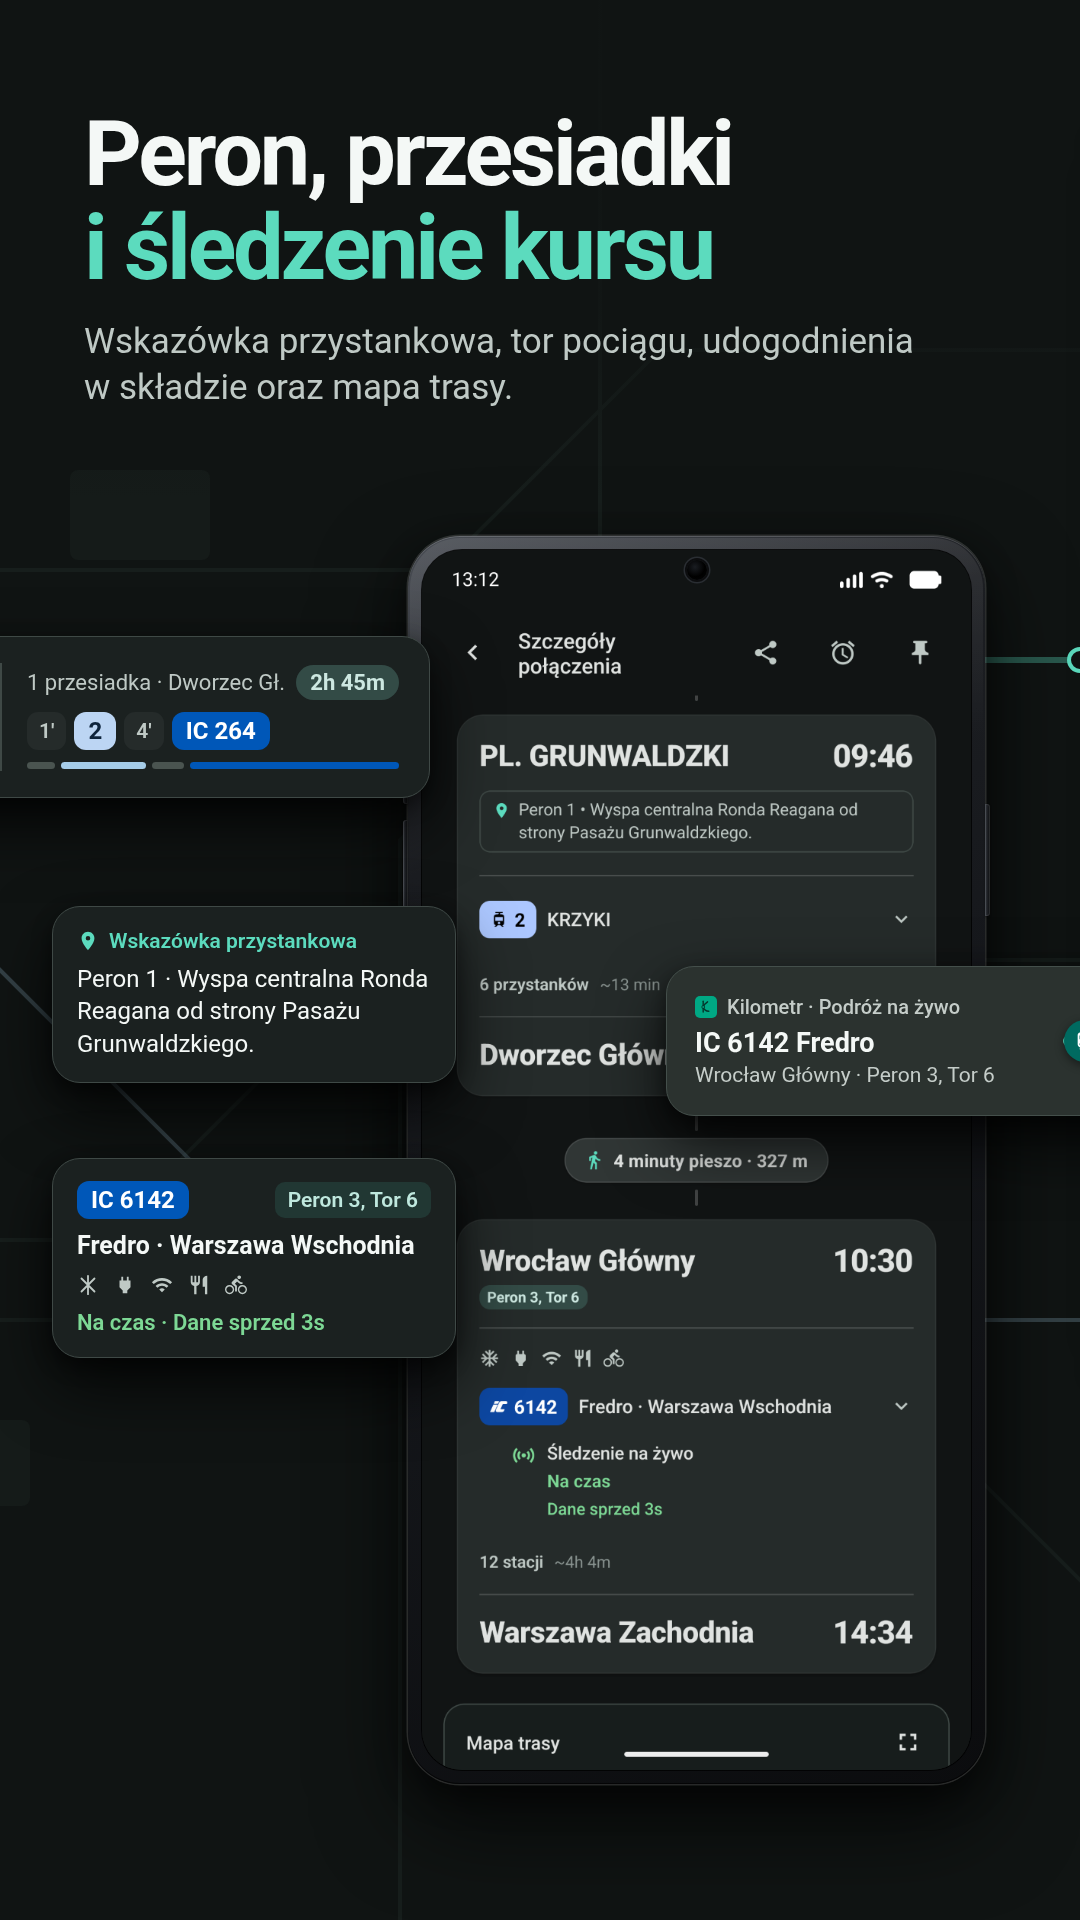 Peron, przesiadki
i śledzenie kursu
Wskazówka przystankowa, tor pociągu, udogodnienia
w składzie oraz mapa trasy.
13:12
Szczegóły
połączenia
1 przesiadka · Dworzec Gł. 2h 45m
1' 2 4' IC 264
PL. GRUNWALDZKI 09:46
Peron 1 • Wyspa centralna Ronda Reagana od
strony Pasażu Grunwaldzkiego.
2 KRZYKI
6 przystanków ~13 min
Dworzec Główn
Wskazówka przystankowa
Peron 1 · Wyspa centralna Ronda
Reagana od strony Pasażu
Grunwaldzkiego.
Kilometr · Podróż na żywo
IC 6142 Fredro
Wrocław Główny · Peron 3, Tor 6
4 minuty pieszo · 327 m
IC 6142 Peron 3, Tor 6
Fredro · Warszawa Wschodnia
Na czas · Dane sprzed 3s
Wrocław Główny 10:30
Peron 3, Tor 6
IC 6142 Fredro · Warszawa Wschodnia
Śledzenie na żywo
Na czas
Dane sprzed 3s
12 stacji ~4h 4m
Warszawa Zachodnia 14:34
Mapa trasy